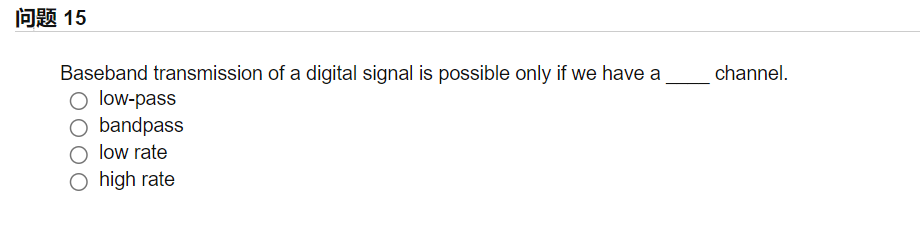 问题 15
Baseband transmission of a digital signal is possible only if we have a ____ channel.
low-pass
bandpass
low rate
high rate